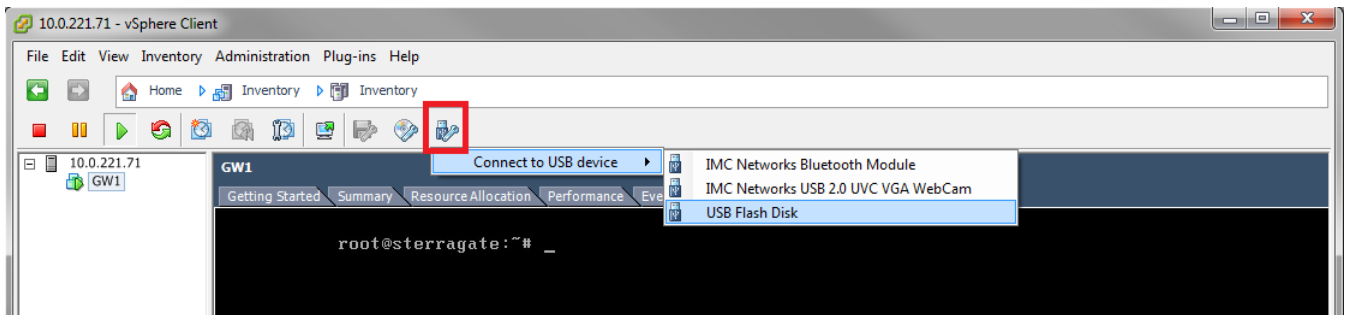 10.0.221.71 - vSphere Client
File Edit View Inventory Administration Plug-ins Help
Home Inventory Inventory
10.0.221.71
GW1
GW1
Connect to USB device
IMC Networks Bluetooth Module
IMC Networks USB 2.0 UVC VGA WebCam
USB Flash Disk
Getting Started Summary Resource Allocation Performance Eve
root@sterragate:~# _